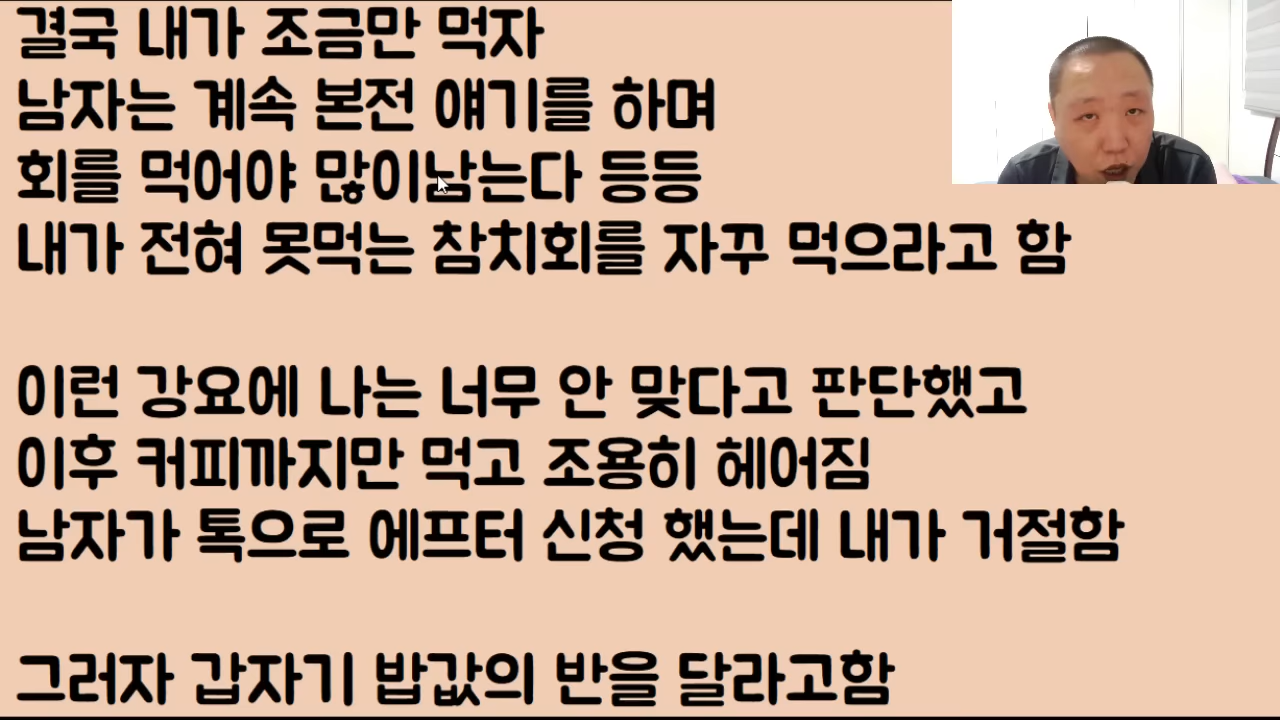 결국 내가 조금만 먹자
남자는 계속 본전 얘기를 하며
회를 먹어야 많이남는다 등등
내가 전혀 못먹는 참치회를 자꾸 먹으라고 함
이런 강요에 나는 너무 안 맞다고 판단했고
이후 커피까지만 먹고 조용히 헤어짐
남자가 톡으로 에프터 신청 했는데 내가 거절함
그러자 갑자기 밥값의 반을 달라고함